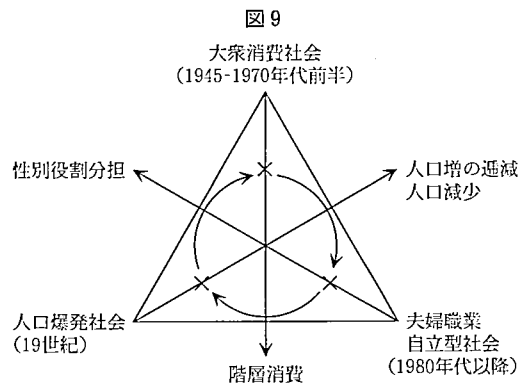 図9
大衆消費社会
(1945-1970年代前半)
性別役割分担
人口増の逓減
人口減少
人口爆発社会
(19世紀)
夫婦職業
自立型社会
(1980年代以降)
階層消費